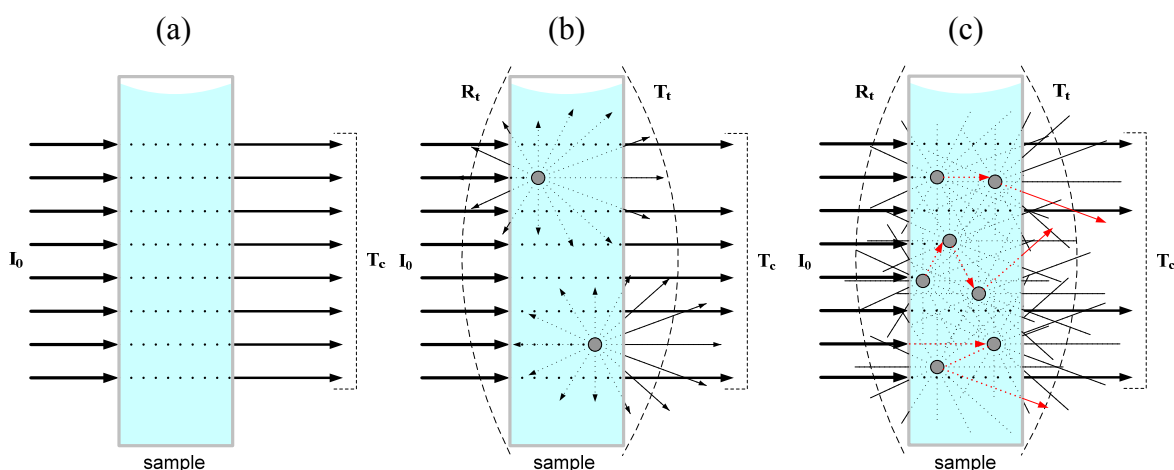 (a)
(b)
(c)
R_t
T_t
R_t
T_t
I_0
T_c
I_0
T_c
I_0
T_c
sample
sample
sample